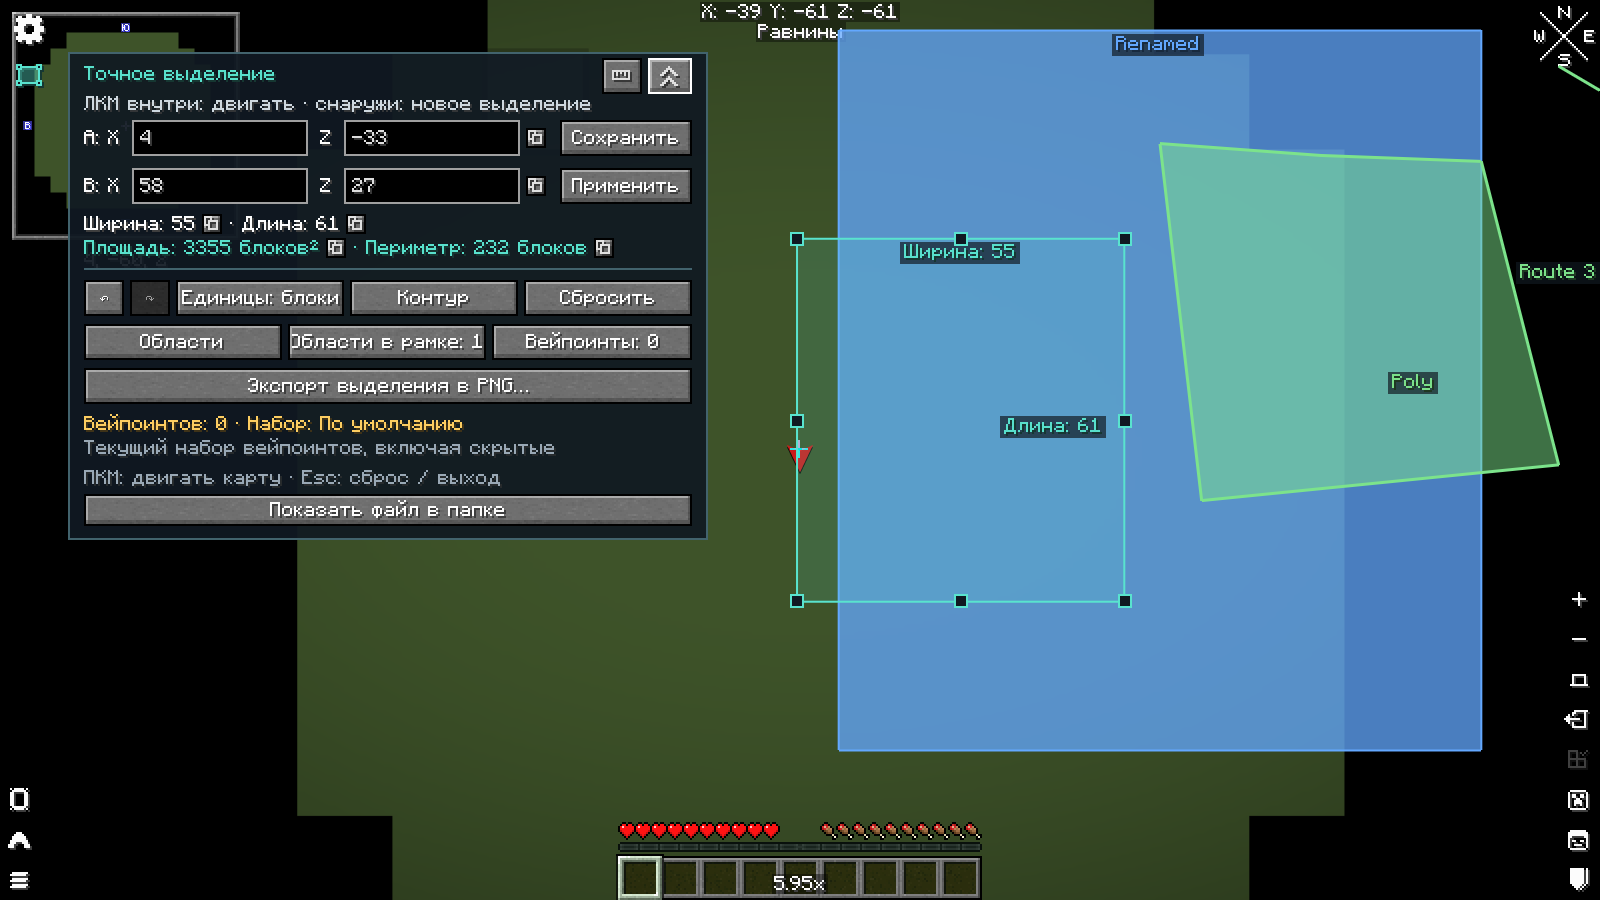 X: -39 Y: -61 Z: -61
Равнины
Ю
В
Точное выделение
ЛКМ внутри: двигать · снаружи: новое выделение
A: X 4 Z -33 Сохранить
B: X 58 Z 27 Применить
Ширина: 55 · Длина: 61
Площадь: 3355 блоков² · Периметр: 232 блоков
Единицы: блоки Контур Сбросить
Области Области в рамке: 1 Вейпоинты: 0
Экспорт выделения в PNG...
Вейпоинтов: 0 · Набор: По умолчанию
Текущий набор вейпоинтов, включая скрытые
ПКМ: двигать карту · Esc: сброс / выход
Показать файл в папке
Renamed
Ширина: 55
Длина: 61
Poly
Route 3
N
W E
S
5.95x